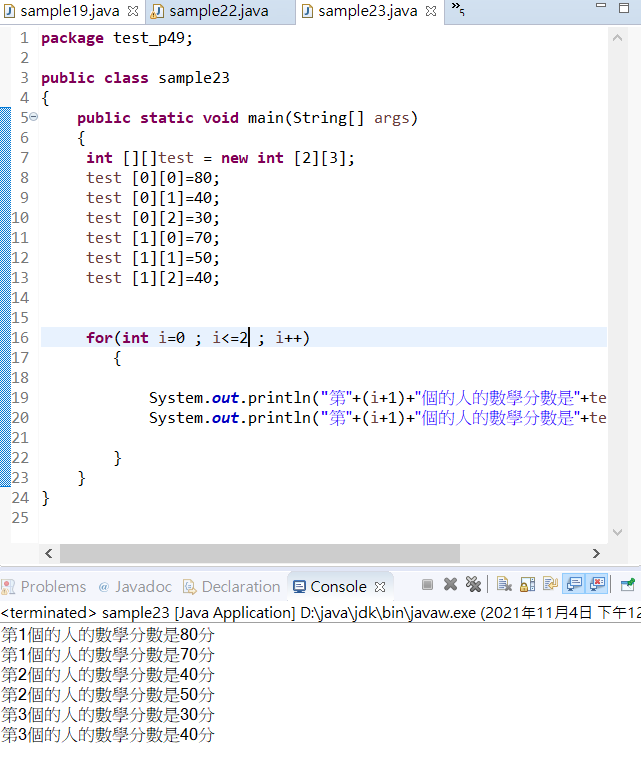 sample19.java sample22.java sample23.java »5
1 package test_p49;
2
3 public class sample23
4 {
5 public static void main(String[] args)
6 {
7 int [][]test = new int [2][3];
8 test [0][0]=80;
9 test [0][1]=40;
10 test [0][2]=30;
11 test [1][0]=70;
12 test [1][1]=50;
13 test [1][2]=40;
14
15
16 for(int i=0 ; i<=2 ; i++)
17 {
18
19 System.out.println("第"+(i+1)+"個的人的數學分數是"+te
20 System.out.println("第"+(i+1)+"個的人的數學分數是"+te
21
22 }
23 }
24 }
25
Problems @ Javadoc Declaration Console
<terminated> sample23 [Java Application] D:\java\jdk\bin\javaw.exe (2021年11月4日 下午12
第1個的人的數學分數是80分
第1個的人的數學分數是70分
第2個的人的數學分數是40分
第2個的人的數學分數是50分
第3個的人的數學分數是30分
第3個的人的數學分數是40分